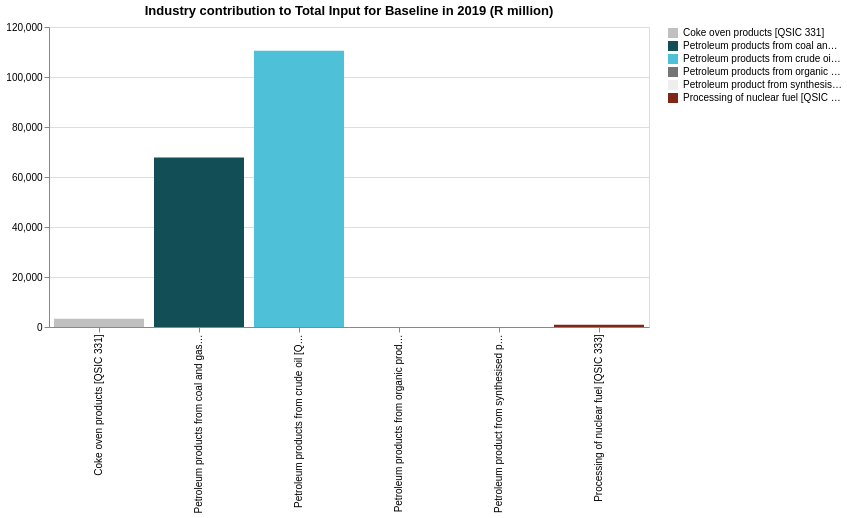 Industry contribution to Total Input for Baseline in 2019 (R million)
120,000
100,000
80,000
60,000
40,000
20,000
0
Coke oven products [QSIC 331]
Petroleum products from coal and gas…
Petroleum products from crude oil [Q…
Petroleum products from organic prod…
Petroleum product from synthesised p…
Processing of nuclear fuel [QSIC 333]
Coke oven products [QSIC 331]
Petroleum products from coal an…
Petroleum products from crude oi…
Petroleum products from organic …
Petroleum product from synthesis…
Processing of nuclear fuel [QSIC …